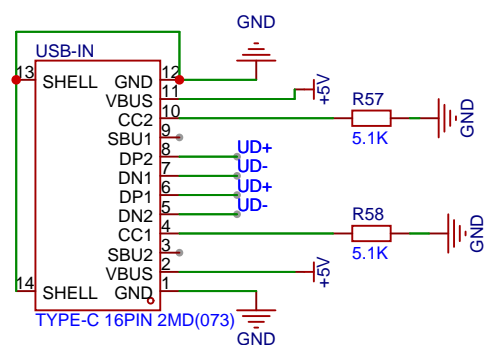 GND
USB-IN
13 SHELL GND 12
VBUS 11 +5V
CC2 10 R57 5.1K GND
SBU1 9
DP2 8 UD+
DN1 7 UD-
DP1 6 UD+
DN2 5 UD-
CC1 4 R58 5.1K GND
SBU2 3
VBUS 2 +5V
14 SHELL GND 1
TYPE-C 16PIN 2MD(073)
GND